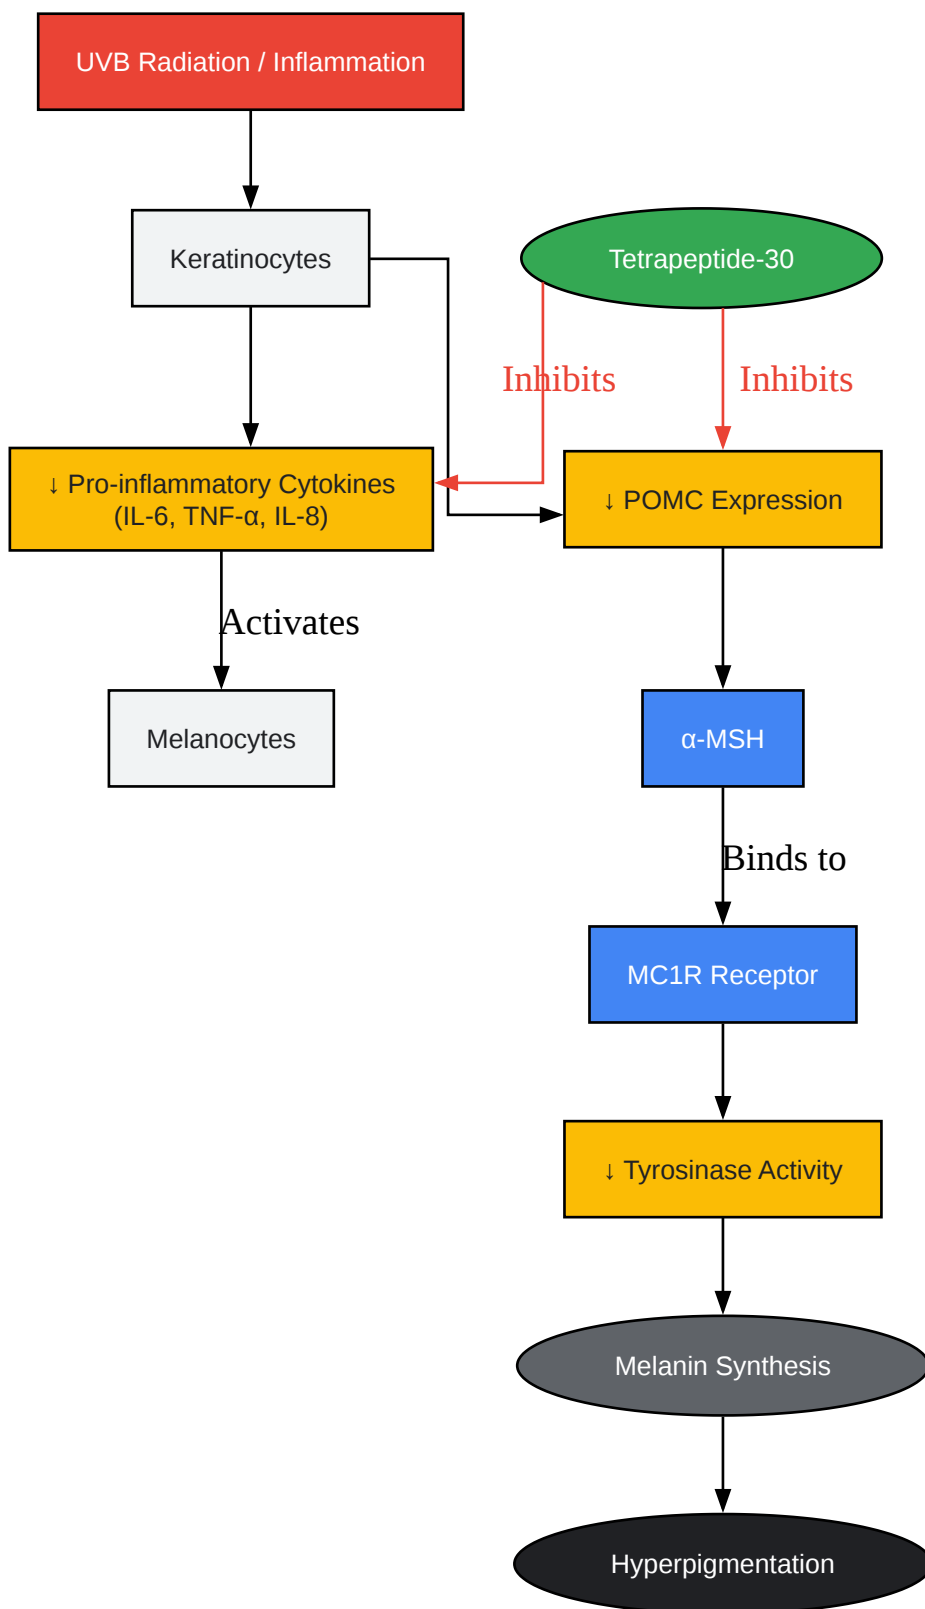 UVB Radiation / Inflammation
Keratinocytes
Tetrapeptide-30
Inhibits
Inhibits
↓ Pro-inflammatory Cytokines
(IL-6, TNF-α, IL-8)
↓ POMC Expression
Activates
Melanocytes
α-MSH
Binds to
MC1R Receptor
↓ Tyrosinase Activity
Melanin Synthesis
Hyperpigmentation